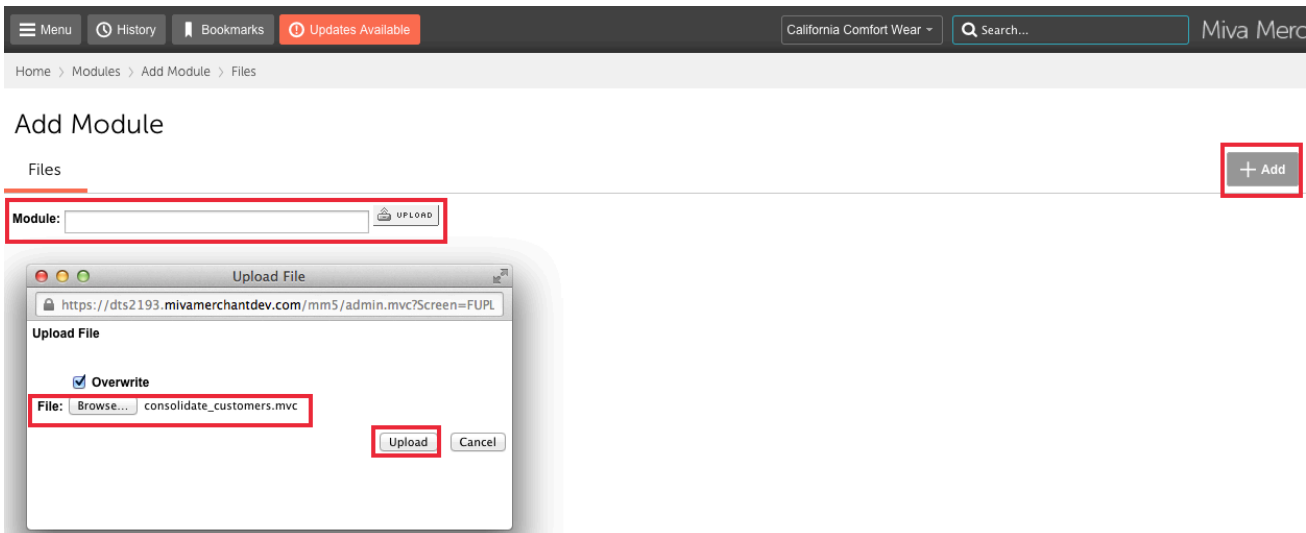 Menu History Bookmarks Updates Available California Comfort Wear Search... Miva Merc
Home > Modules > Add Module > Files
Add Module
Files
+ Add
Module: UPLOAD
Upload File
https://dts2193.mivamerchantdev.com/mm5/admin.mvc?Screen=FUPL
Upload File
Overwrite
File: Browse... consolidate_customers.mvc
Upload Cancel